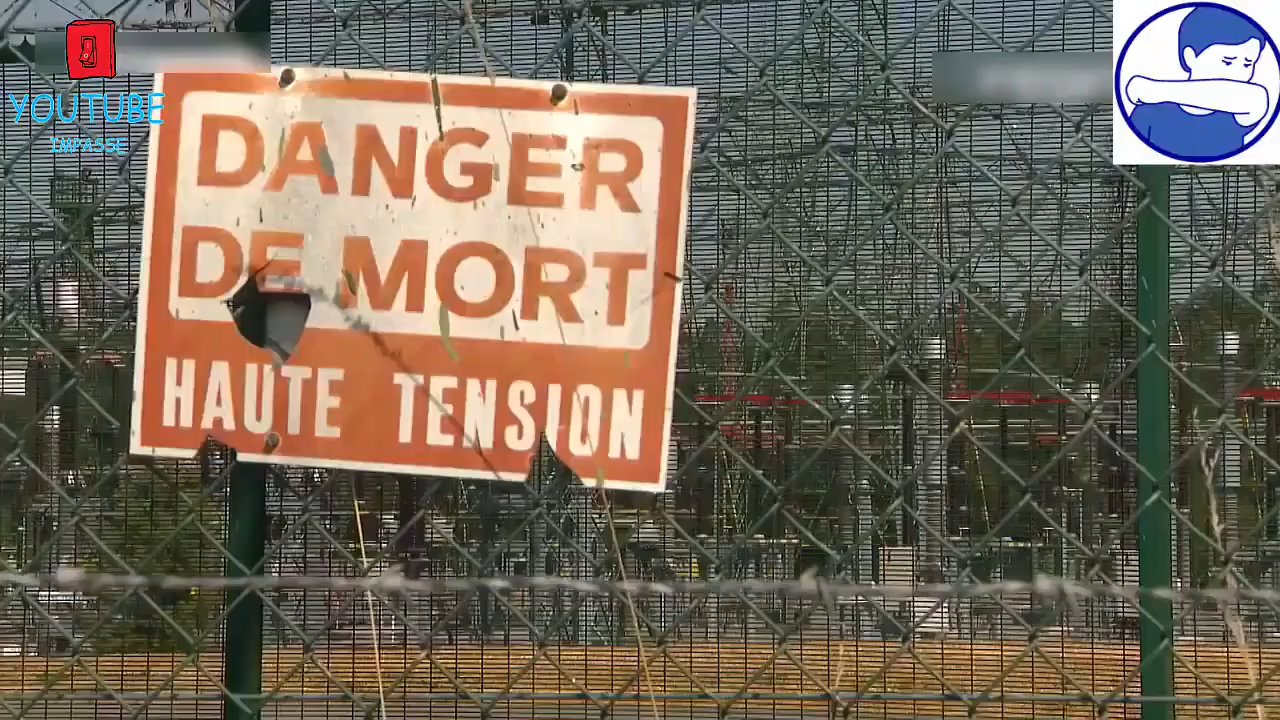 YOUTUBE
IMPASSE
DANGER
DE MORT
HAUTE TENSION